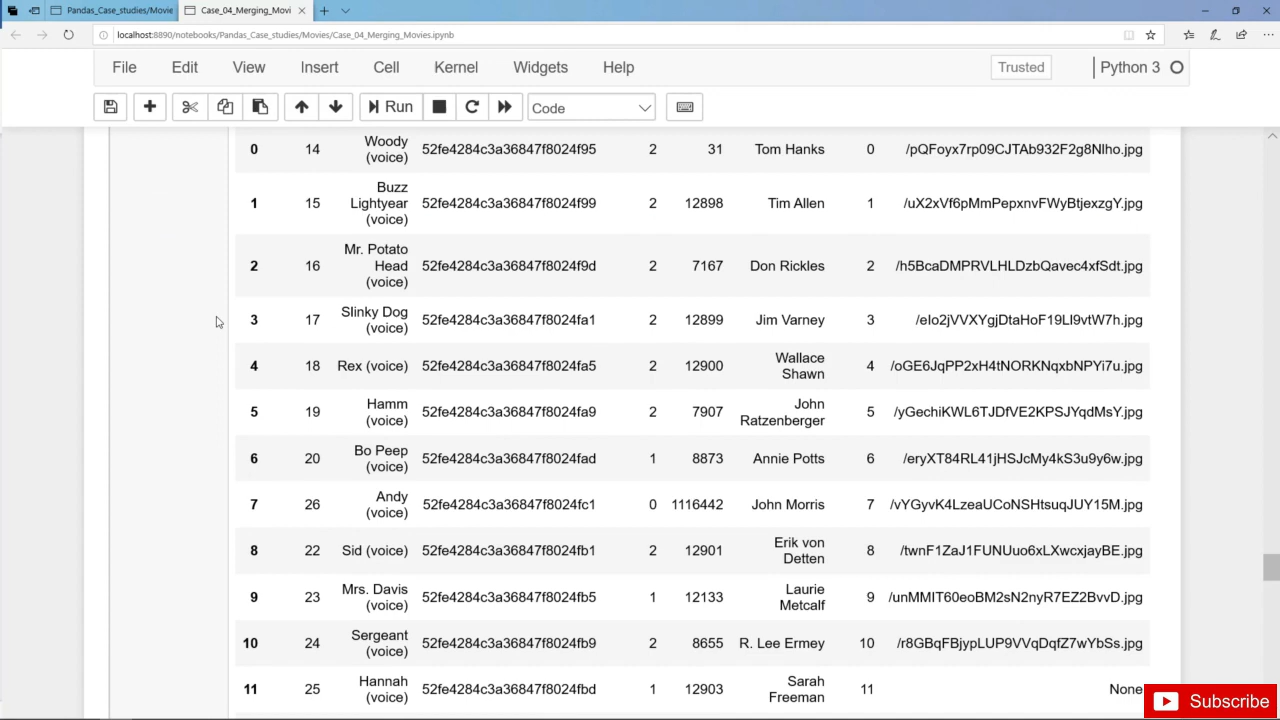 Pandas_Case_studies/Movie
Case_04_Merging_Movi
localhost:8890/notebooks/Pandas_Case_studies/Movies/Case_04_Merging_Movies.ipynb
File Edit View Insert Cell Kernel Widgets Help Trusted Python 3
Run Code
0 14 Woody (voice) 52fe4284c3a36847f8024f95 2 31 Tom Hanks 0 /pQFoyx7rp09CJTAb932F2g8Nlho.jpg
1 15 Buzz Lightyear (voice) 52fe4284c3a36847f8024f99 2 12898 Tim Allen 1 /uX2xVf6pMmPepxnvFWyBtjexzgY.jpg
2 16 Mr. Potato Head (voice) 52fe4284c3a36847f8024f9d 2 7167 Don Rickles 2 /h5BcaDMPRVLHLDzbQavec4xfSdt.jpg
3 17 Slinky Dog (voice) 52fe4284c3a36847f8024fa1 2 12899 Jim Varney 3 /eIo2jVVXYgjDtaHoF19Ll9vtW7h.jpg
4 18 Rex (voice) 52fe4284c3a36847f8024fa5 2 12900 Wallace Shawn 4 /oGE6JqPP2xH4tNORKNqxbNPYi7u.jpg
5 19 Hamm (voice) 52fe4284c3a36847f8024fa9 2 7907 John Ratzenberger 5 /yGechiKWL6TJDfVE2KPSJYqdMsY.jpg
6 20 Bo Peep (voice) 52fe4284c3a36847f8024fad 1 8873 Annie Potts 6 /eryXT84RL41jHSJcMy4kS3u9y6w.jpg
7 26 Andy (voice) 52fe4284c3a36847f8024fc1 0 1116442 John Morris 7 /vYGyvK4LzeaUCoNSHtsuqJUY15M.jpg
8 22 Sid (voice) 52fe4284c3a36847f8024fb1 2 12901 Erik von Detten 8 /twnF1ZaJ1FUNUuo6xLXwcxjayBE.jpg
9 23 Mrs. Davis (voice) 52fe4284c3a36847f8024fb5 1 12133 Laurie Metcalf 9 /unMMIT60eoBM2sN2nyR7EZ2BvvD.jpg
10 24 Sergeant (voice) 52fe4284c3a36847f8024fb9 2 8655 R. Lee Ermey 10 /r8GBqFBjypLUP9VVqDqfZ7wYbSs.jpg
11 25 Hannah (voice) 52fe4284c3a36847f8024fbd 1 12903 Sarah Freeman 11 None
Subscribe